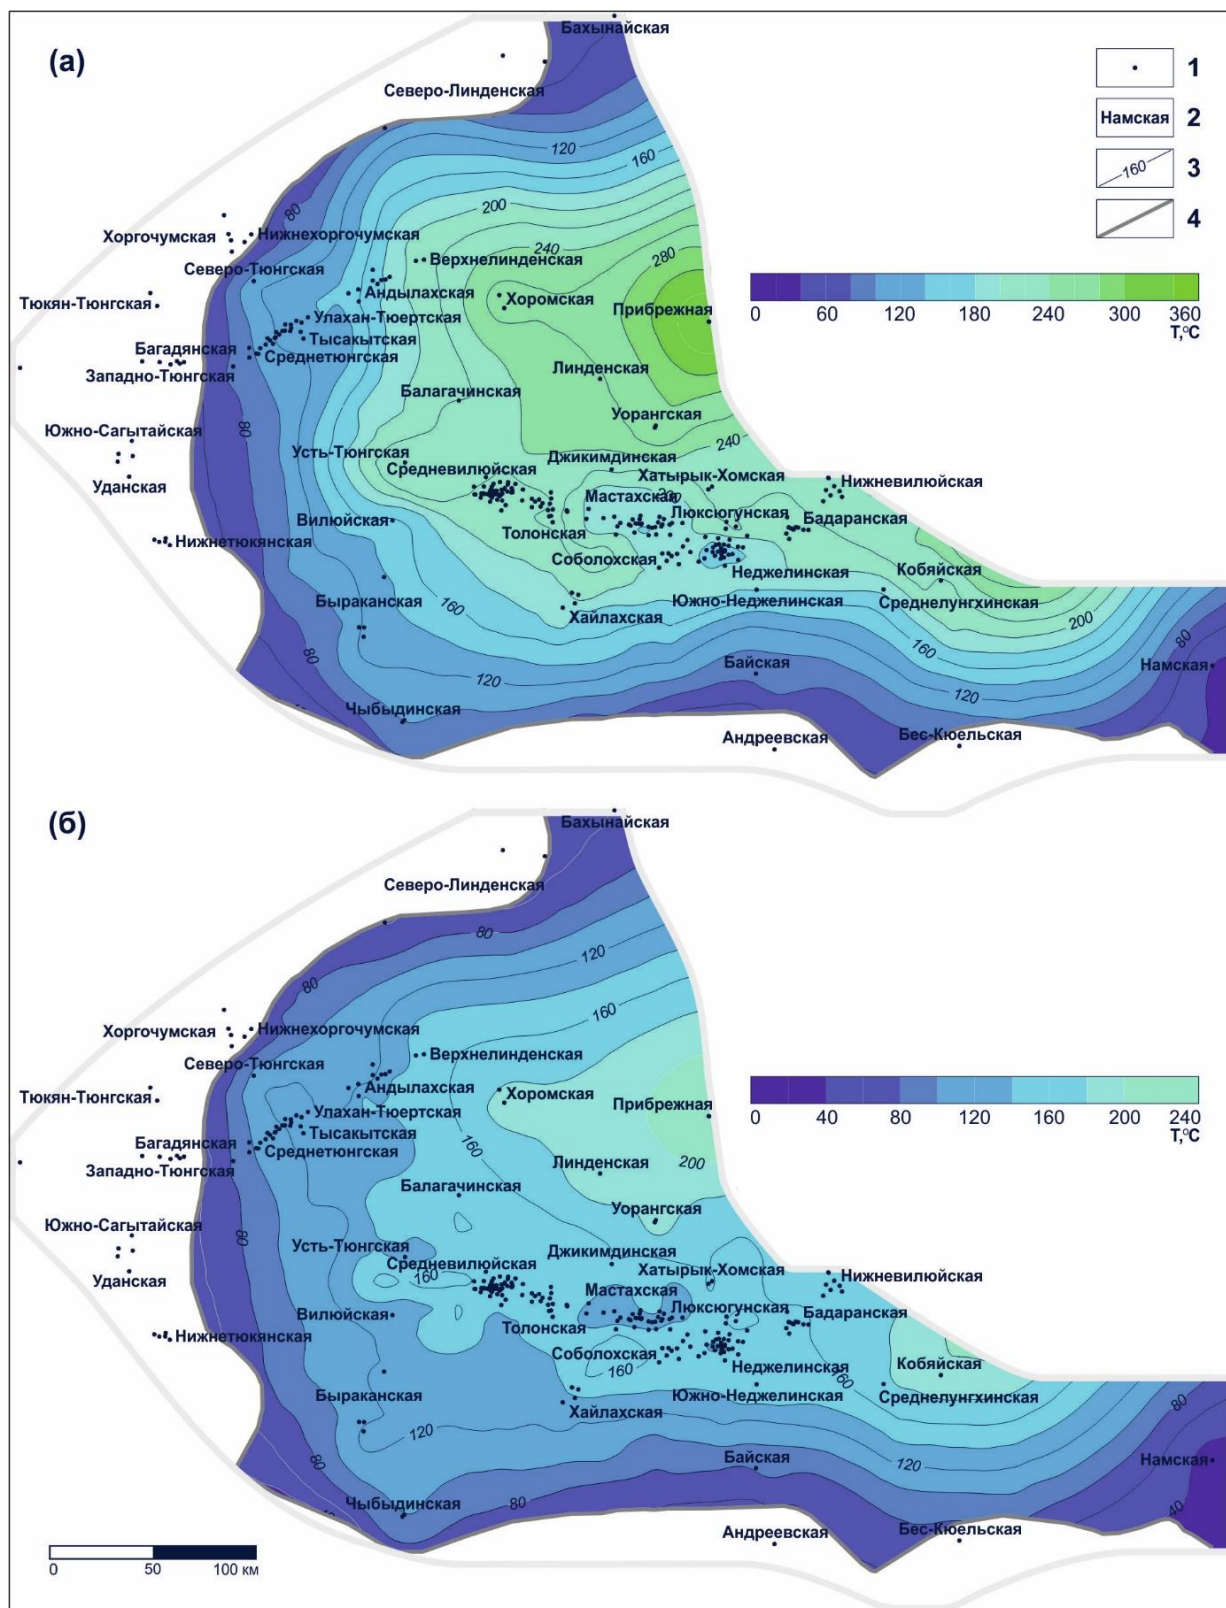 Бахынайская
(а)
1
Северо-Линденская
Намская 2
120
160
160 3
4
80
200
Хоргочумская
Нижнехоргочумская
240
Верхнелинденская
280
Северо-Тюнгская
Тюкян-Тюнгская
Андылахская
Хоромская
Прибрежная
0 60 120 180 240 300 360
Т,°С
Улахан-Тюертская
Тысакытская
Багадянская
Среднетюнгская
Западно-Тюнгская
Линденская
Балагачинская
Уорангская
Южно-Сагытайская
80
240
Усть-Тюнгская
Джикимдинская
Средневилюйская
Хатырык-Хомская
Уданская
Нижневилюйская
Мастахская
200
Вилюйская
Люксюгунская
Бадаранская
Толонская
Нижнетюкянская
Соболохская
Неджелинская
Кобяйская
Быраканская
160
Южно-Неджелинская
Среднелунгхинская
Хайлахская
200
160
80
80
Байская
Намская
120
120
Чыбыдинская
Андреевская
Бес-Кюельская
(б)
Бахынайская
Северо-Линденская
80
120
80
160
Хоргочумская
Нижнехоргочумская
Верхнелинденская
Северо-Тюнгская
Тюкян-Тюнгская
Андылахская
Хоромская
Прибрежная
0 40 80 120 160 200 240
Т,°С
Улахан-Тюертская
Тысакытская
Багадянская
160
Среднетюнгская
Западно-Тюнгская
Линденская
200
Балагачинская
Уорангская
Южно-Сагытайская
80
Усть-Тюнгская
Джикимдинская
Средневилюйская
160
Хатырык-Хомская
Уданская
Нижневилюйская
Мастахская
Вилюйская
Люксюгунская
Бадаранская
Толонская
Нижнетюкянская
Соболохская
160
Неджелинская
160
Кобяйская
Быраканская
Южно-Неджелинская
Среднелунгхинская
Хайлахская
80
120
80
Байская
120
Намская
Чыбыдинская
80
40
Андреевская
Бес-Кюельская
0 50 100 км